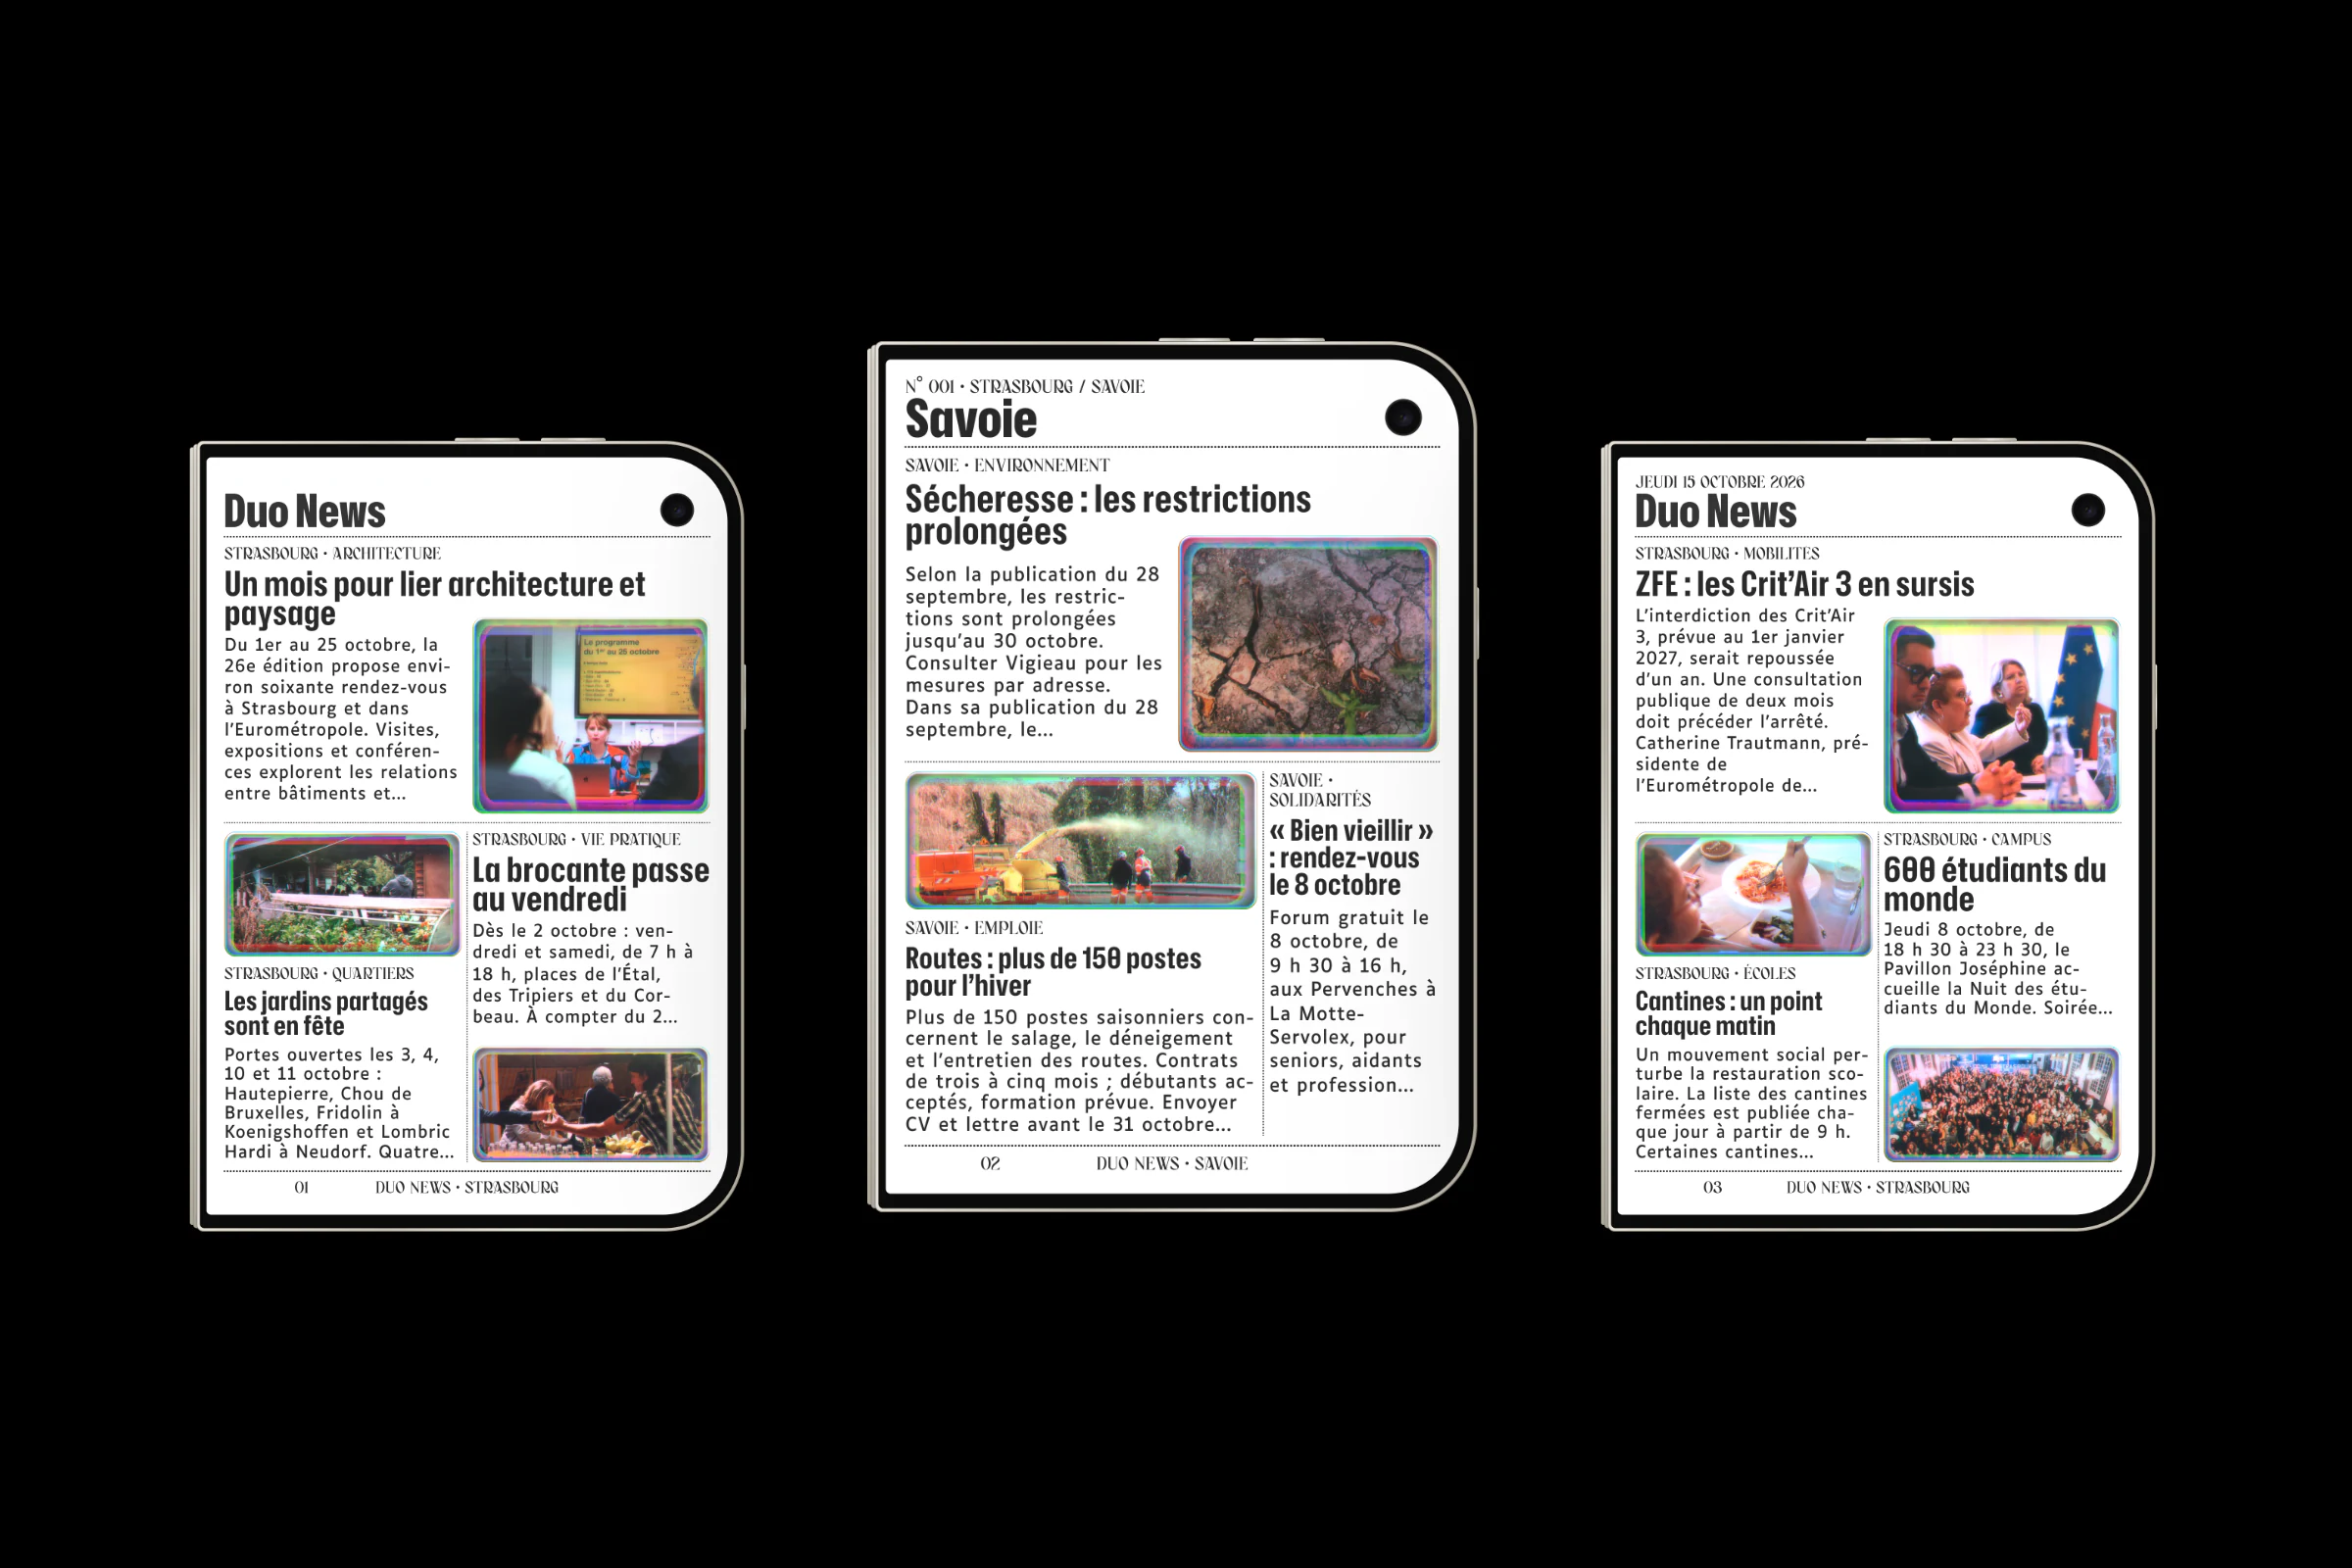 Duo News
STRASBOURG • ARCHITECTURE
Un mois pour lier architecture et
paysage
Du 1er au 25 octobre, la
26e édition propose envi-
ron soixante rendez-vous
à Strasbourg et dans
l'Eurométropole. Visites,
expositions et conféren-
ces explorent les relations
entre bâtiments et...
Le programme
du 1er au 25 octobre
STRASBOURG • QUARTIERS
Les jardins partagés
sont en fête
Portes ouvertes les 3, 4,
10 et 11 octobre :
Hautepierre, Chou de
Bruxelles, Fridolin à
Koenigshoffen et Lombric
Hardi à Neudorf. Quatre...
STRASBOURG • VIE PRATIQUE
La brocante passe
au vendredi
Dès le 2 octobre : ven-
dredi et samedi, de 7 h à
18 h, places de l'Étal,
des Tripiers et du Cor-
beau. À compter du 2...
01 DUO NEWS • STRASBOURG
N° 001 • STRASBOURG / SAVOIE
Savoie
SAVOIE • ENVIRONNEMENT
Sécheresse : les restrictions
prolongées
Selon la publication du 28
septembre, les restric-
tions sont prolongées
jusqu'au 30 octobre.
Consulter Vigieau pour les
mesures par adresse.
Dans sa publication du 28
septembre, le...
SAVOIE • EMPLOIE
Routes : plus de 150 postes
pour l'hiver
Plus de 150 postes saisonniers con-
cernent le salage, le déneigement
et l'entretien des routes. Contrats
de trois à cinq mois ; débutants ac-
ceptés, formation prévue. Envoyer
CV et lettre avant le 31 octobre...
SAVOIE •
SOLIDARITÉS
« Bien vieillir »
: rendez-vous
le 8 octobre
Forum gratuit le
8 octobre, de
9 h 30 à 16 h,
aux Pervenches à
La Motte-
Servolex, pour
seniors, aidants
et profession...
02 DUO NEWS • SAVOIE
JEUDI 15 OCTOBRE 2026
Duo News
STRASBOURG • MOBILITES
ZFE : les Crit'Air 3 en sursis
L'interdiction des Crit'Air
3, prévue au 1er janvier
2027, serait repoussée
d'un an. Une consultation
publique de deux mois
doit précéder l'arrêté.
Catherine Trautmann, pré-
sidente de
l'Eurométropole de...
STRASBOURG • ÉCOLES
Cantines : un point
chaque matin
Un mouvement social per-
turbe la restauration sco-
laire. La liste des cantines
fermées est publiée cha-
que jour à partir de 9 h.
Certaines cantines...
STRASBOURG • CAMPUS
600 étudiants du
monde
Jeudi 8 octobre, de
18 h 30 à 23 h 30, le
Pavillon Joséphine ac-
cueille la Nuit des étu-
diants du Monde. Soirée...
03 DUO NEWS • STRASBOURG